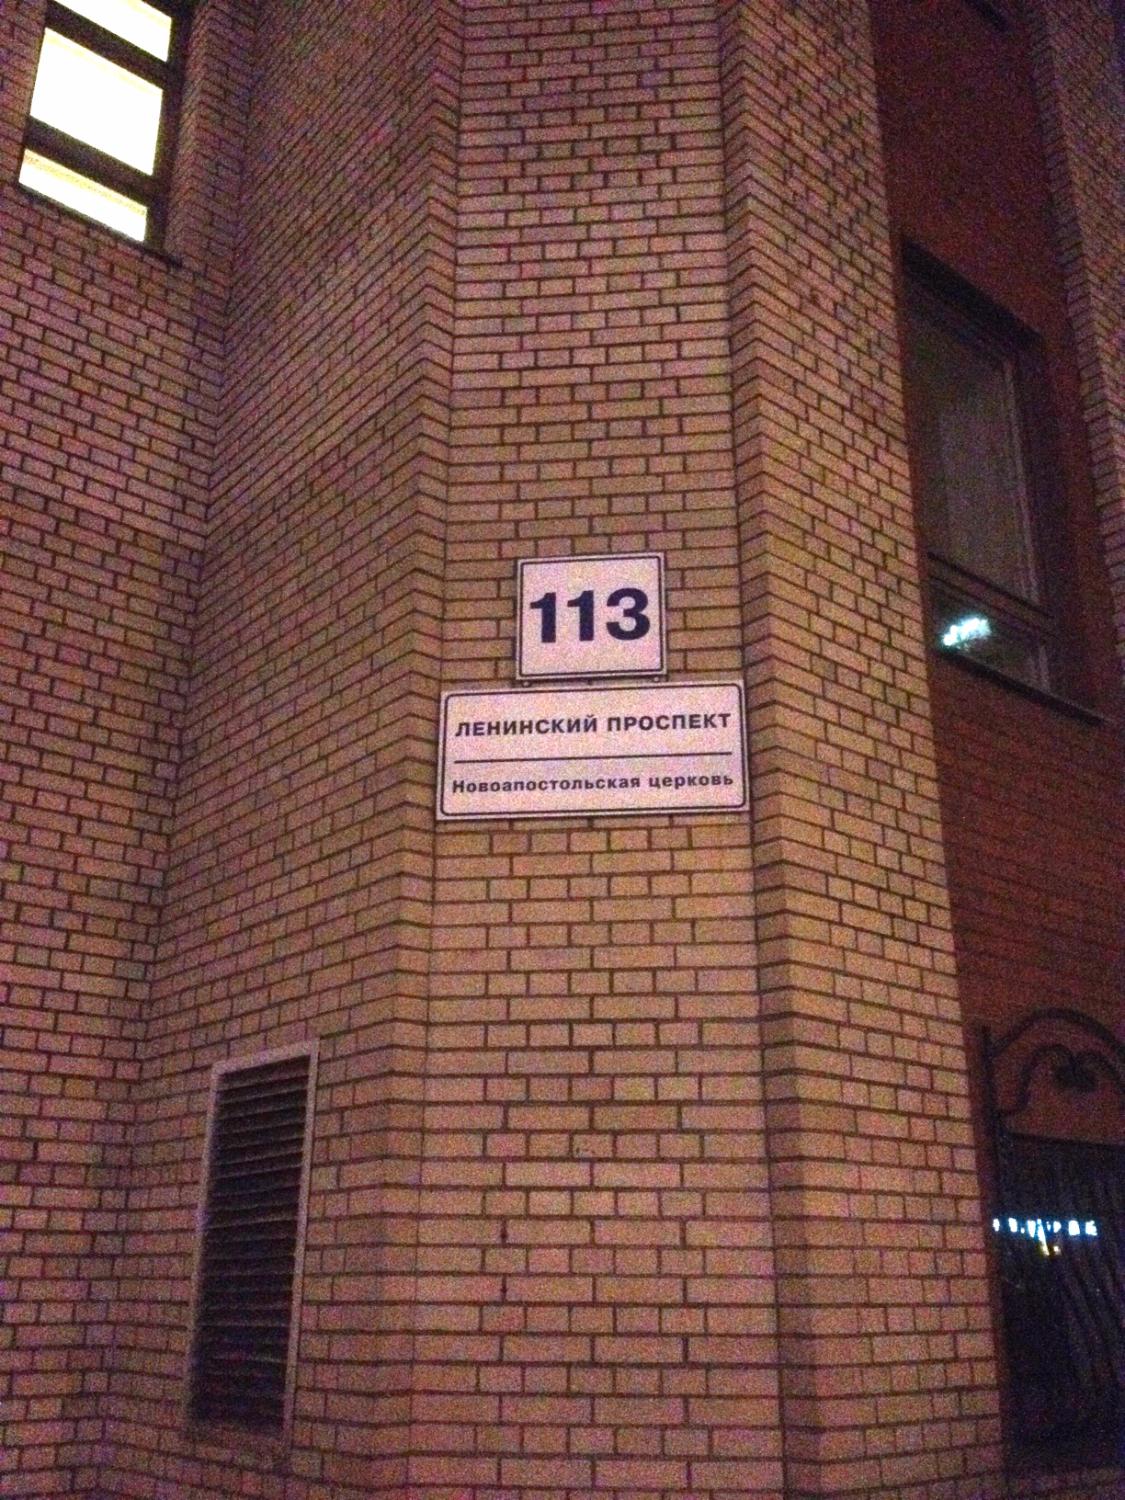 113
ЛЕНИНСКИЙ ПРОСПЕКТ
Новоапостольская церковь